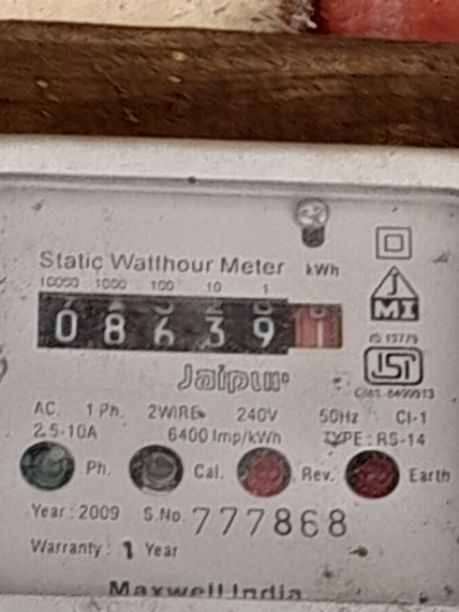 Static Watthour Meter kWh
10000 1000 100 10 1
0 8 6 3 9 1
J
MI
IS 13779
ISI
Jaipur
AC. 1 Ph. 2WIRE 240V 50Hz Cl-1
2.5-10A 6400 Imp/kWh TYPE: RS-14
Ph. Cal. Rev. Earth
Year: 2009 S.No. 777868
Warranty: 1 Year
Maxwell India